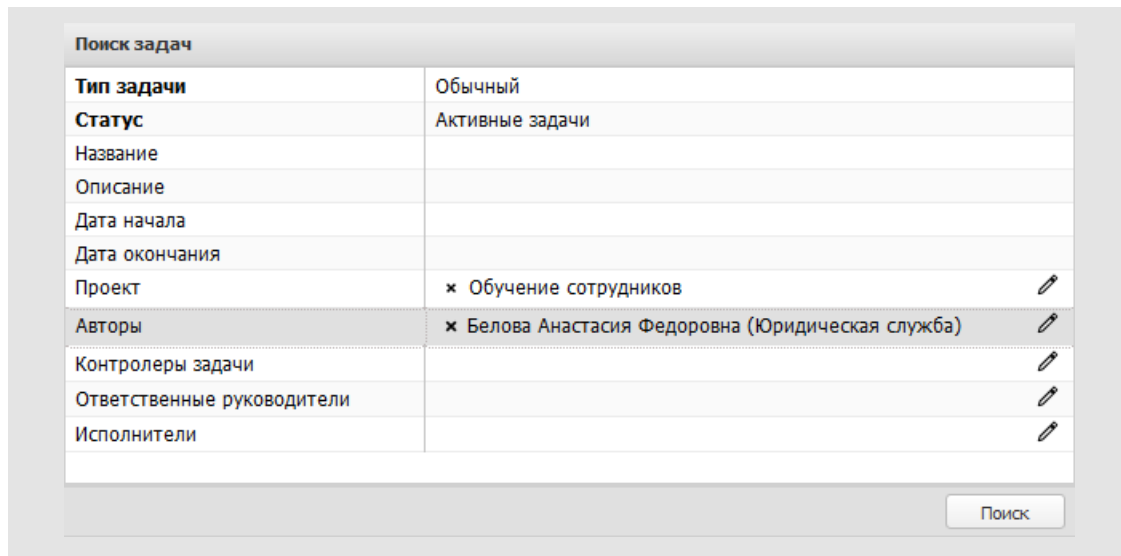 Поиск задач
Тип задачи Обычный
Статус Активные задачи
Название
Описание
Дата начала
Дата окончания
Проект × Обучение сотрудников
Авторы × Белова Анастасия Федоровна (Юридическая служба)
Контролеры задачи
Ответственные руководители
Исполнители
Поиск